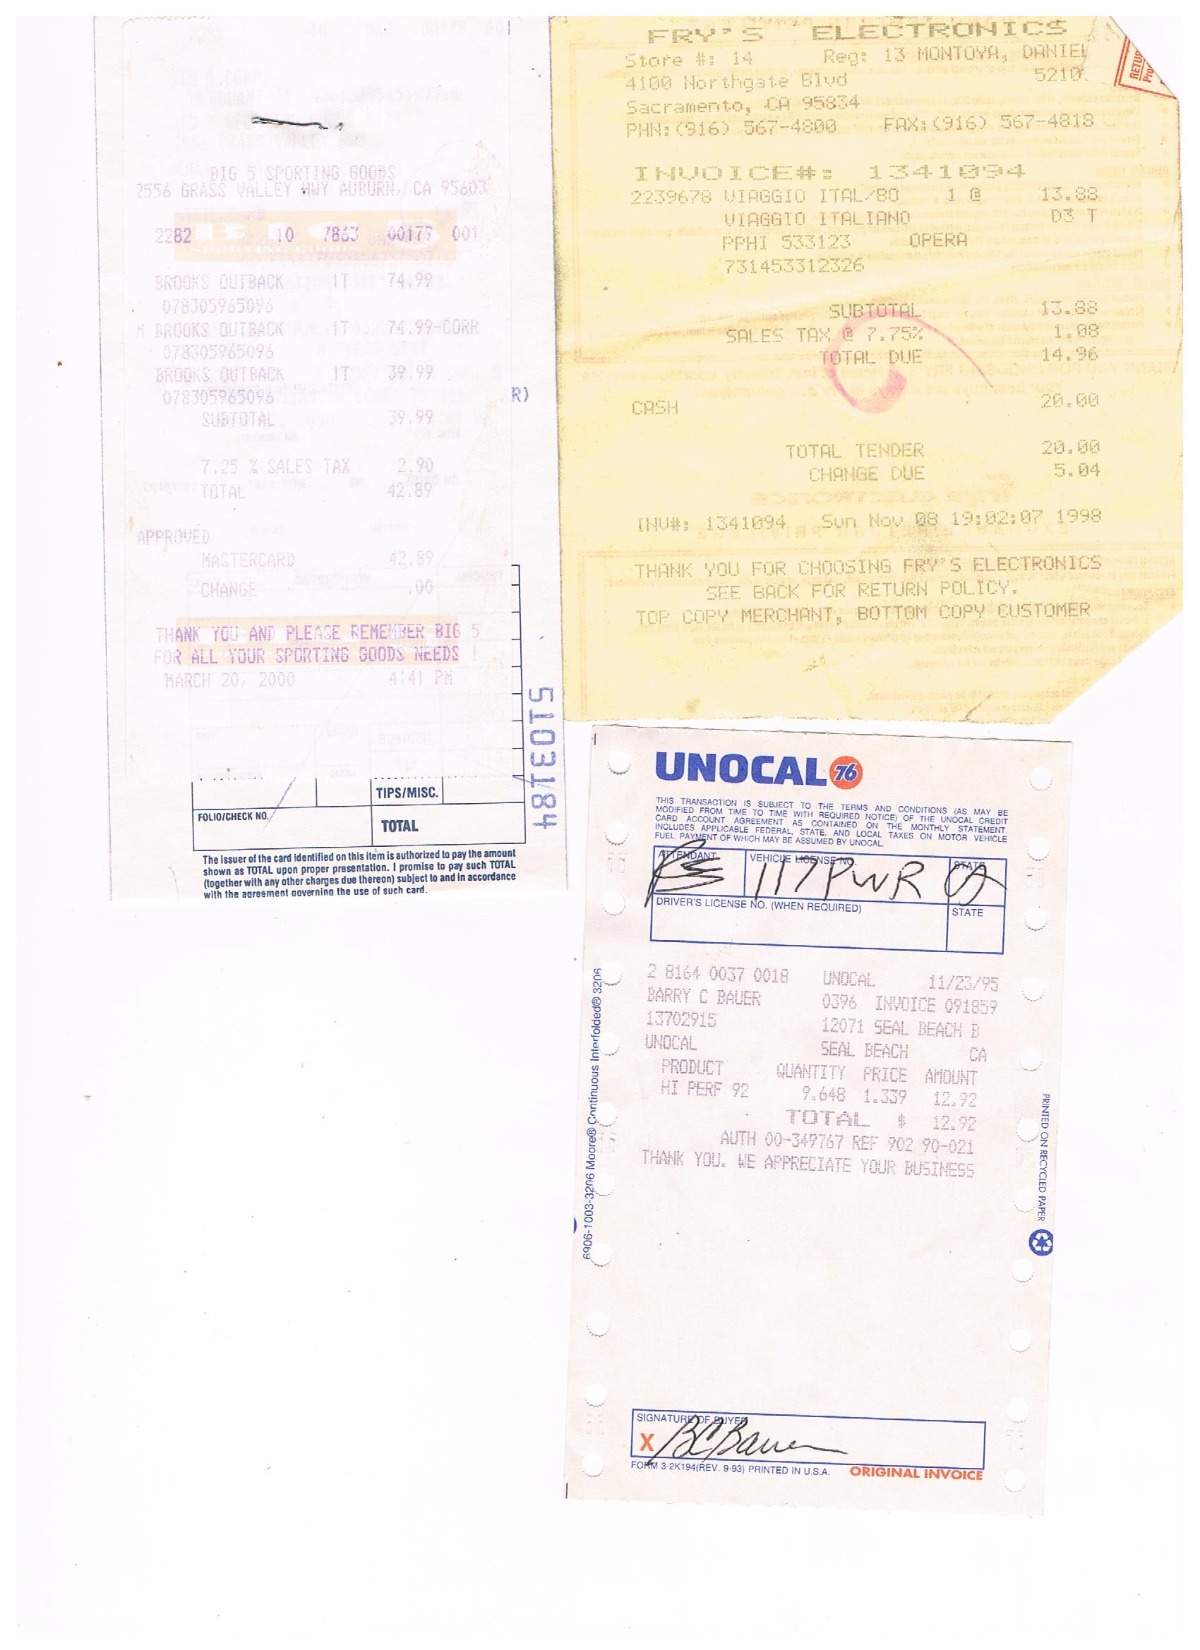 BIG 5 SPORTING GOODS
2556 GRASS VALLEY HWY AUBURN, CA 95603
2282 10 7863 00179 001
BROOKS OUTBACK 1T 74.99
078305965096
M BROOKS OUTBACK 1T 74.99-CORR
078305965096
BROOKS OUTBACK 1T 39.99
078305965096
SUBTOTAL 39.99
7.25 % SALES TAX 2.90
TOTAL 42.89
APPROVED
MASTERCARD 42.89
CHANGE .00
THANK YOU AND PLEASE REMEMBER BIG 5
FOR ALL YOUR SPORTING GOODS NEEDS !
MARCH 20, 2000 4:41 PM
R)
5103184
TIPS/MISC.
FOLIO/CHECK NO.
TOTAL
The issuer of the card identified on this item is authorized to pay the amount
shown as TOTAL upon proper presentation. I promise to pay such TOTAL
(together with any other charges due thereon) subject to and in accordance
with the agreement governing the use of such card.
FRY'S ELECTRONICS
Store #: 14 Reg: 13 MONTOYA, DANIEL
4100 Northgate Blvd 5210
Sacramento, CA 95834
PHN:(916) 567-4800 FAX:(916) 567-4818
INVOICE#: 1341094
2239678 VIAGGIO ITAL/BO 1 @ 13.88
VIAGGIO ITALIANO D3 T
PPHI 533123 OPERA
731453312326
SUBTOTAL 13.88
SALES TAX @ 7.75% 1.08
TOTAL DUE 14.96
CASH 20.00
TOTAL TENDER 20.00
CHANGE DUE 5.04
INV#: 1341094 Sun Nov 08 19:02:07 1998
THANK YOU FOR CHOOSING FRY'S ELECTRONICS
SEE BACK FOR RETURN POLICY.
TOP COPY MERCHANT, BOTTOM COPY CUSTOMER
UNOCAL 76
THIS TRANSACTION IS SUBJECT TO THE TERMS AND CONDITIONS (AS MAY BE
MODIFIED FROM TIME TO TIME WITH REQUIRED NOTICE) OF THE UNOCAL CREDIT
CARD ACCOUNT AGREEMENT AS CONTAINED ON THE MONTHLY STATEMENT.
INCLUDES APPLICABLE FEDERAL, STATE, AND LOCAL TAXES ON MOTOR VEHICLE
FUEL. PAYMENT OF WHICH MAY BE ASSUMED BY UNOCAL.
ATTENDANT VEHICLE LICENSE NO. STATE
117PWR CA
DRIVER'S LICENSE NO. (WHEN REQUIRED) STATE
2 8164 0037 0018 UNOCAL 11/23/95
BARRY C BAUER 0396 INVOICE 091859
13702915 12071 SEAL BEACH B
UNOCAL SEAL BEACH CA
PRODUCT QUANTITY PRICE AMOUNT
HI PERF 92 9.648 1.339 12.92
TOTAL $ 12.92
AUTH 00-349767 REF 902 90-021
THANK YOU. WE APPRECIATE YOUR BUSINESS
6906-1003-3206 Moore® Continuous Interfolded® 3206
PRINTED ON RECYCLED PAPER
SIGNATURE OF BUYER
X BC Bauer
FORM 3-2K194(REV. 9-93) PRINTED IN U.S.A. ORIGINAL INVOICE